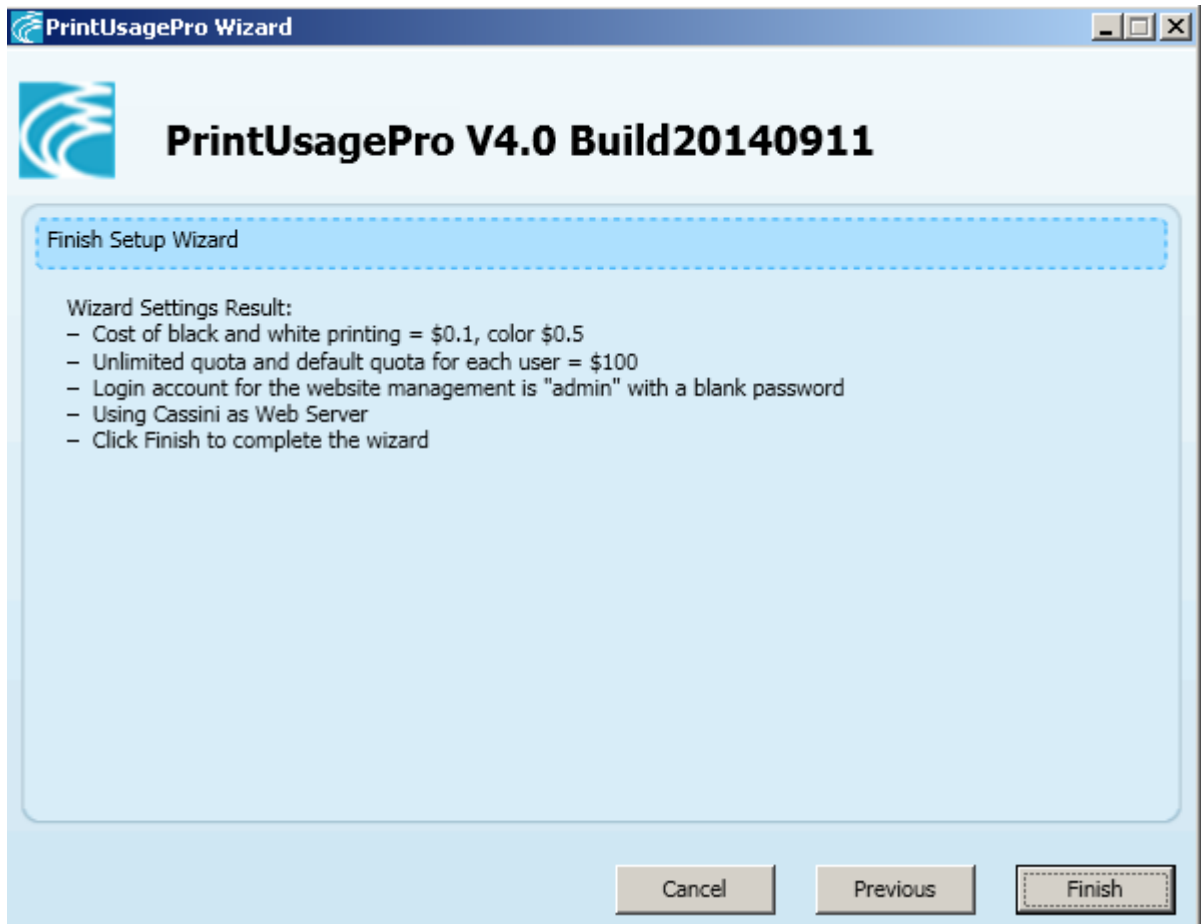 PrintUsagePro Wizard
PrintUsagePro V4.0 Build20140911
Finish Setup Wizard
Wizard Settings Result:
– Cost of black and white printing = $0.1, color $0.5
– Unlimited quota and default quota for each user = $100
– Login account for the website management is "admin" with a blank password
– Using Cassini as Web Server
– Click Finish to complete the wizard
Cancel Previous Finish